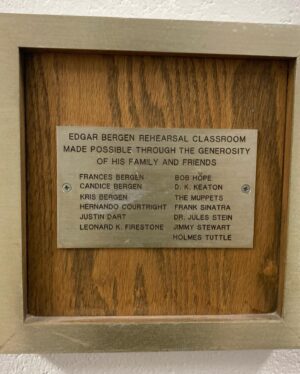 EDGAR BERGEN REHEARSAL CLASSROOM
MADE POSSIBLE THROUGH THE GENEROSITY
OF HIS FAMILY AND FRIENDS
FRANCES BERGEN
CANDICE BERGEN
KRIS BERGEN
HERNANDO COURTRIGHT
JUSTIN DART
LEONARD K. FIRESTONE
BOB HOPE
D. K. KEATON
THE MUPPETS
FRANK SINATRA
DR. JULES STEIN
JIMMY STEWART
HOLMES TUTTLE